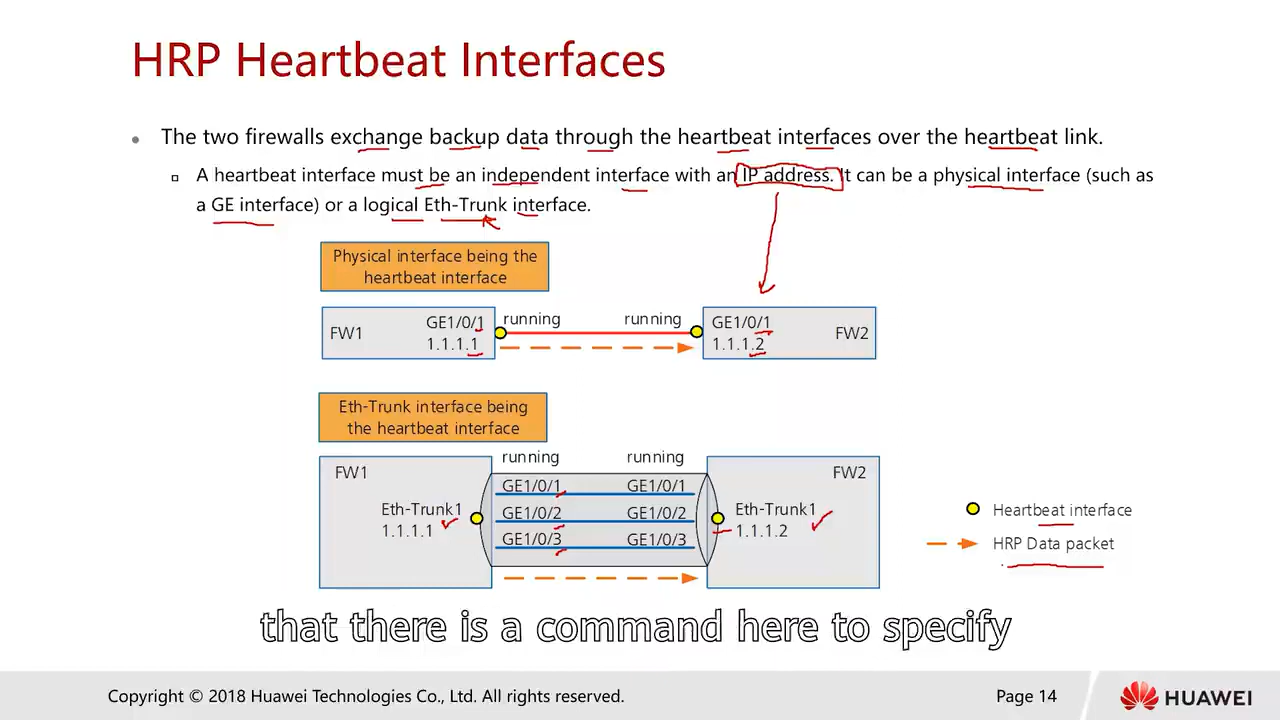 HRP Heartbeat Interfaces
The two firewalls exchange backup data through the heartbeat interfaces over the heartbeat link.
A heartbeat interface must be an independent interface with an IP address. It can be a physical interface (such as
a GE interface) or a logical Eth-Trunk interface.
Physical interface being the
heartbeat interface
running running
FW1 GE1/0/1
1.1.1.1
GE1/0/1 FW2
1.1.1.2
Eth-Trunk interface being
the heartbeat interface
running running
FW1 FW2
GE1/0/1 GE1/0/1
Eth-Trunk1 GE1/0/2 GE1/0/2 Eth-Trunk1
1.1.1.1 1.1.1.2
GE1/0/3 GE1/0/3
Heartbeat interface
HRP Data packet
that there is a command here to specify
Copyright © 2018 Huawei Technologies Co., Ltd. All rights reserved. Page 14 HUAWEI